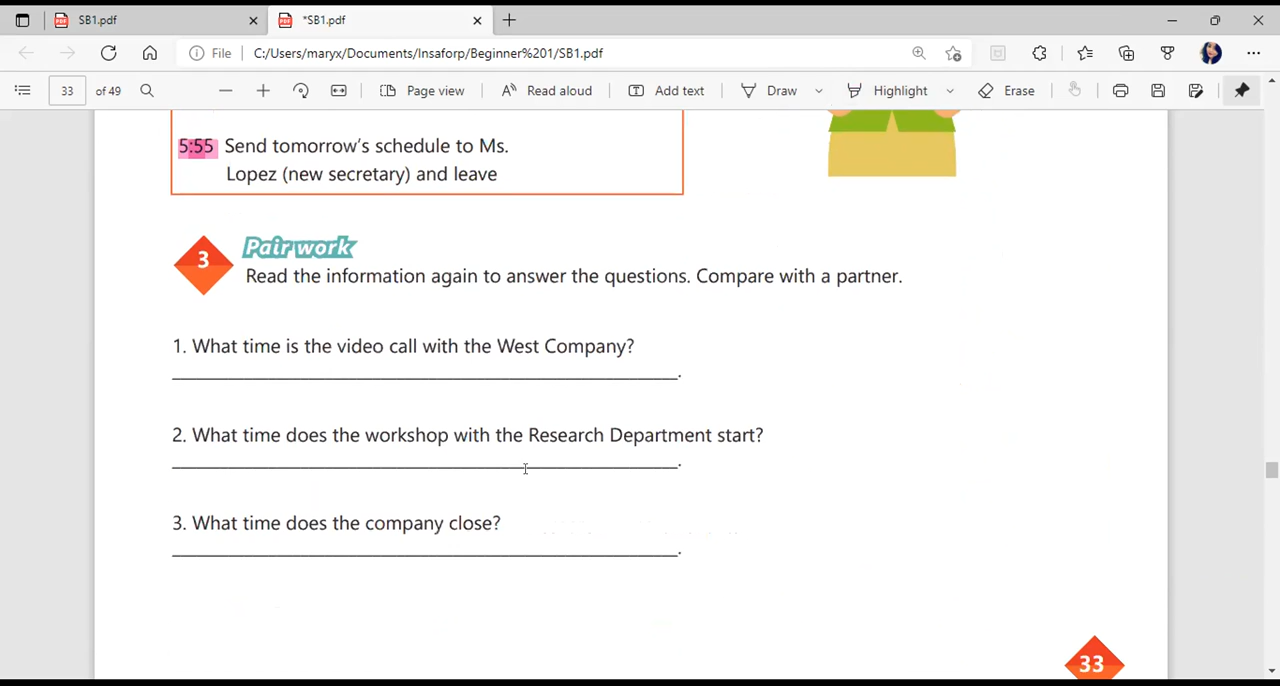 SB1.pdf
*SB1.pdf
File C:/Users/maryx/Documents/Insaforp/Beginner%201/SB1.pdf
33 of 49 Page view Read aloud Add text Draw Highlight Erase
5:55 Send tomorrow's schedule to Ms.
Lopez (new secretary) and leave
3 Pair work
Read the information again to answer the questions. Compare with a partner.
1. What time is the video call with the West Company?
2. What time does the workshop with the Research Department start?
3. What time does the company close?
33